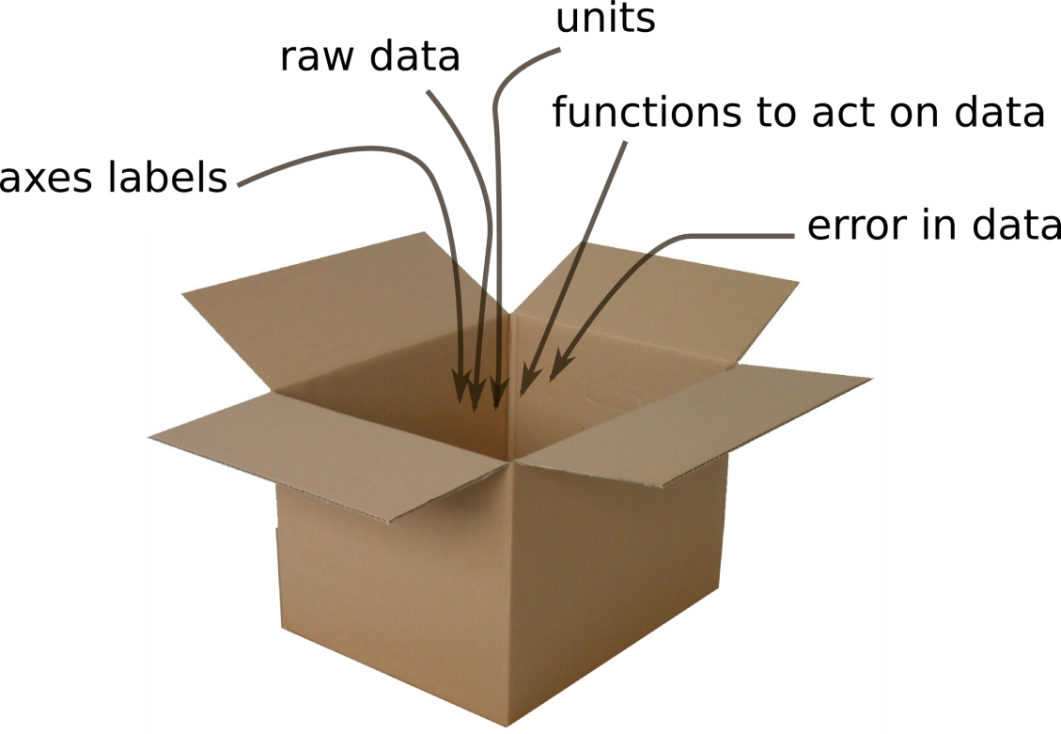 units
raw data
functions to act on data
axes labels
error in data